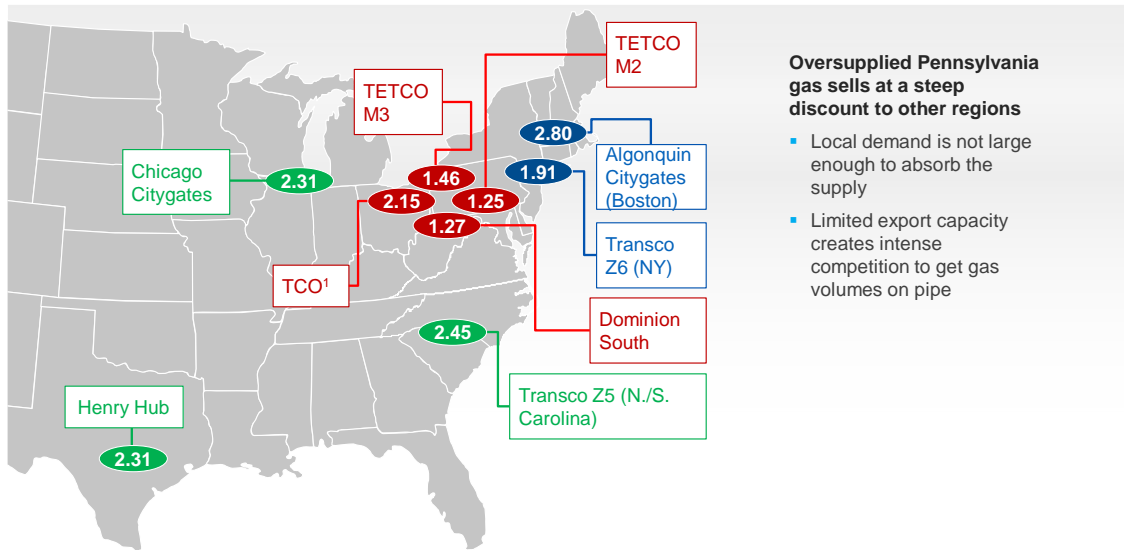 TETCO
M2
TETCO
M3
Chicago
Citygates
2.31
1.46
2.15
1.25
1.27
2.80
1.91
Algonquin
Citygates
(Boston)
Transco
Z6 (NY)
TCO¹
Dominion
South
2.45
Transco Z5 (N./S.
Carolina)
Henry Hub
2.31
Oversupplied Pennsylvania
gas sells at a steep
discount to other regions
▪ Local demand is not large
enough to absorb the
supply
▪ Limited export capacity
creates intense
competition to get gas
volumes on pipe